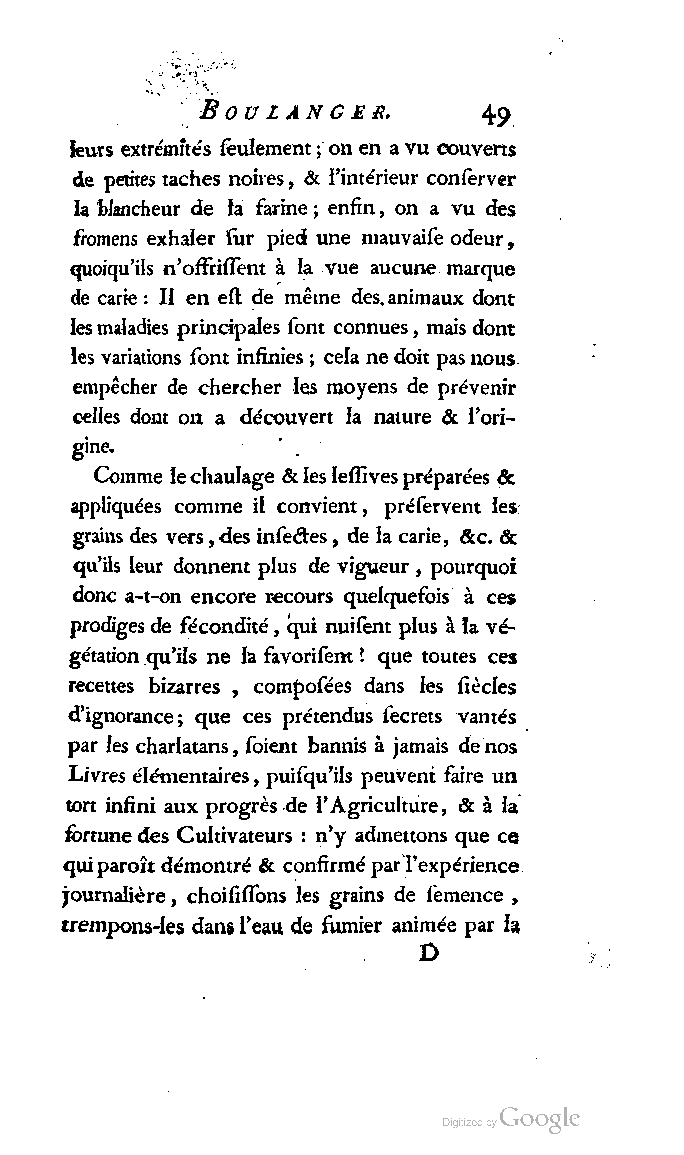 BOULANGER. 49
leurs extrémités ſeulement ; on en a vu couverts
de petites taches noires, & l'intérieur conſerver
la blancheur de la farine ; enfin, on a vu des
fromens exhaler ſur pied une mauvaiſe odeur,
quoiqu'ils n'offriſſent à la vue aucune marque
de carie : Il en eſt de même des animaux dont
les maladies principales ſont connues, mais dont
les variations ſont infinies ; cela ne doit pas nous
empêcher de chercher les moyens de prévenir
celles dont on a découvert la nature & l'ori-
gine.
Comme le chaulage & les leſſives préparées &
appliquées comme il convient, préſervent les
grains des vers, des inſectes, de la carie, &c. &
qu'ils leur donnent plus de vigueur, pourquoi
donc a-t-on encore recours quelquefois à ces
prodiges de fécondité, qui nuiſent plus à la vé-
gétation qu'ils ne la favoriſent ! que toutes ces
recettes bizarres, compoſées dans les ſiècles
d'ignorance ; que ces prétendus ſecrets vantés
par les charlatans, ſoient bannis à jamais de nos
Livres élémentaires, puiſqu'ils peuvent faire un
tort infini aux progrès de l'Agriculture, & à la
fortune des Cultivateurs : n'y admettons que ce
qui paroît démontré & confirmé par l'expérience
journalière, choiſiſſons les grains de ſemence,
trempons-les dans l'eau de fumier animée par la
D
Digitized by Google